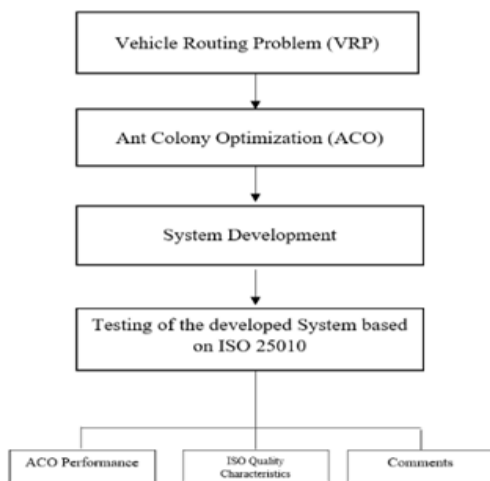 Vehicle Routing Problem (VRP)
Ant Colony Optimization (ACO)
System Development
Testing of the developed System based
on ISO 25010
ACO Performance
ISO Quality
Characteristics
Comments